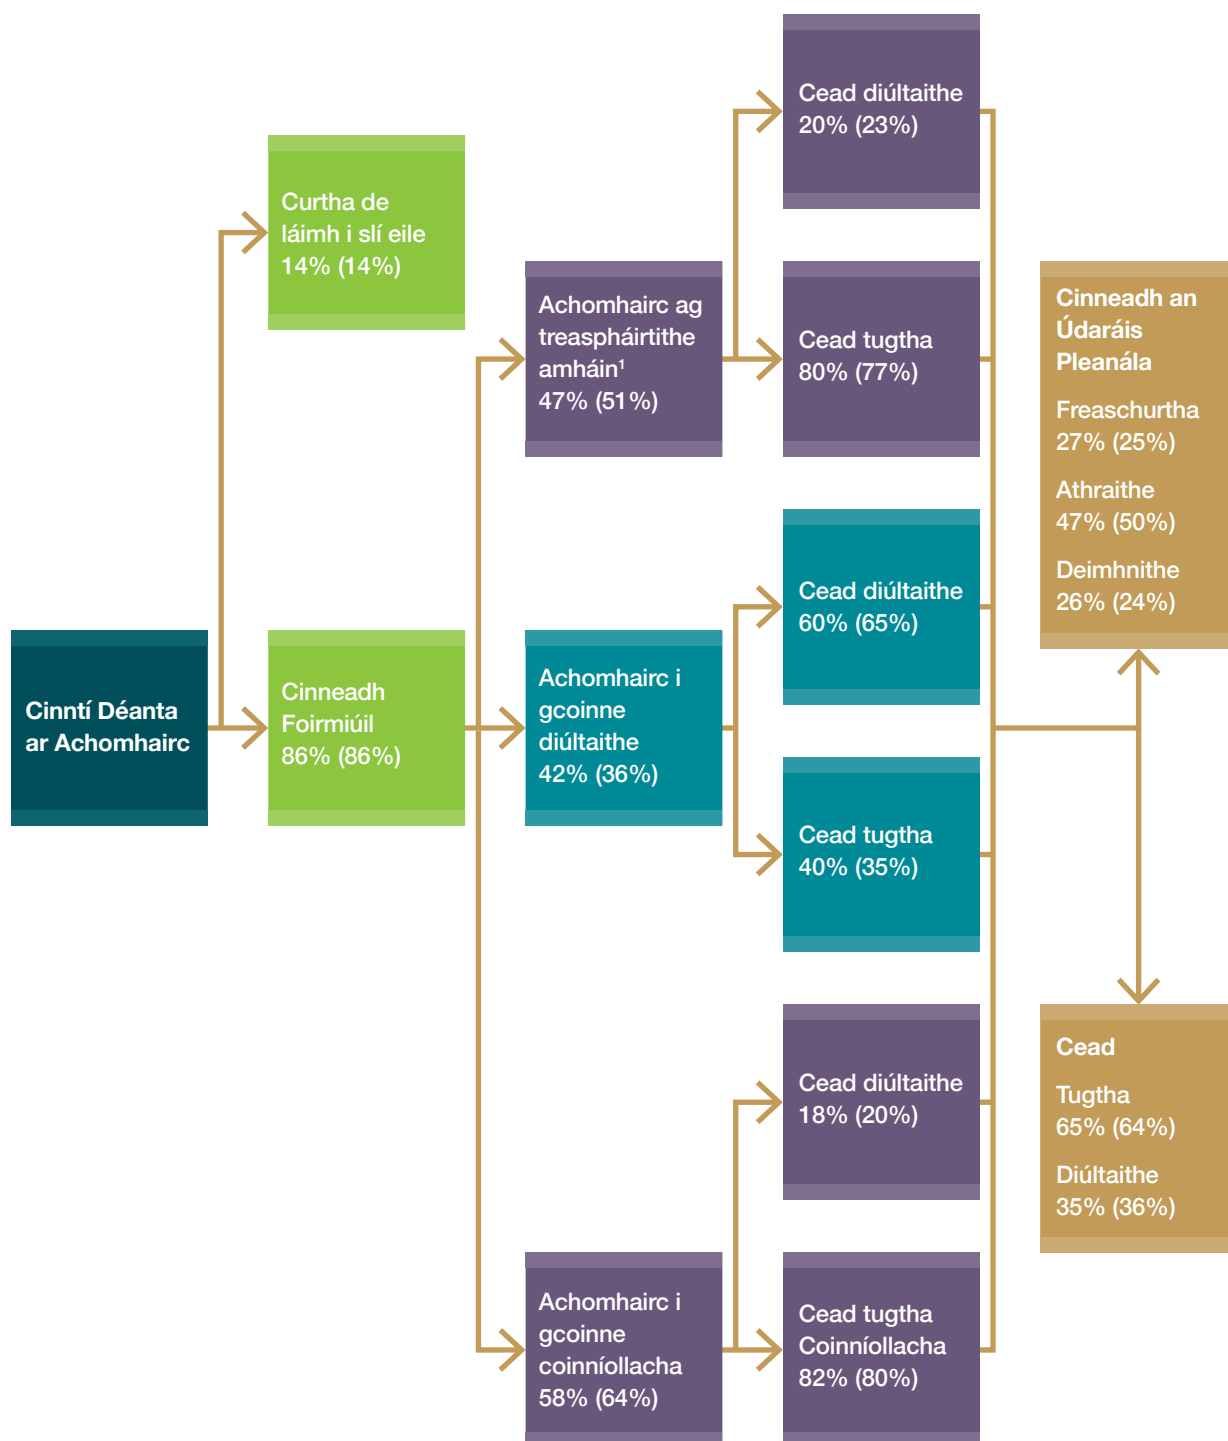 Cinntí Déanta
ar Achomhairc
Curtha de
láimh i slí eile
14% (14%)
Cinneadh
Foirmiúil
86% (86%)
Achomhairc ag
treaspháirtithe
amháin¹
47% (51%)
Achomhairc i
gcoinne
diúltaithe
42% (36%)
Achomhairc i
gcoinne
coinníollacha
58% (64%)
Cead diúltaithe
20% (23%)
Cead tugtha
80% (77%)
Cead diúltaithe
60% (65%)
Cead tugtha
40% (35%)
Cead diúltaithe
18% (20%)
Cead tugtha
Coinníollacha
82% (80%)
Cinneadh an
Údaráis
Pleanála
Freaschurtha
27% (25%)
Athraithe
47% (50%)
Deimhnithe
26% (24%)
Cead
Tugtha
65% (64%)
Diúltaithe
35% (36%)